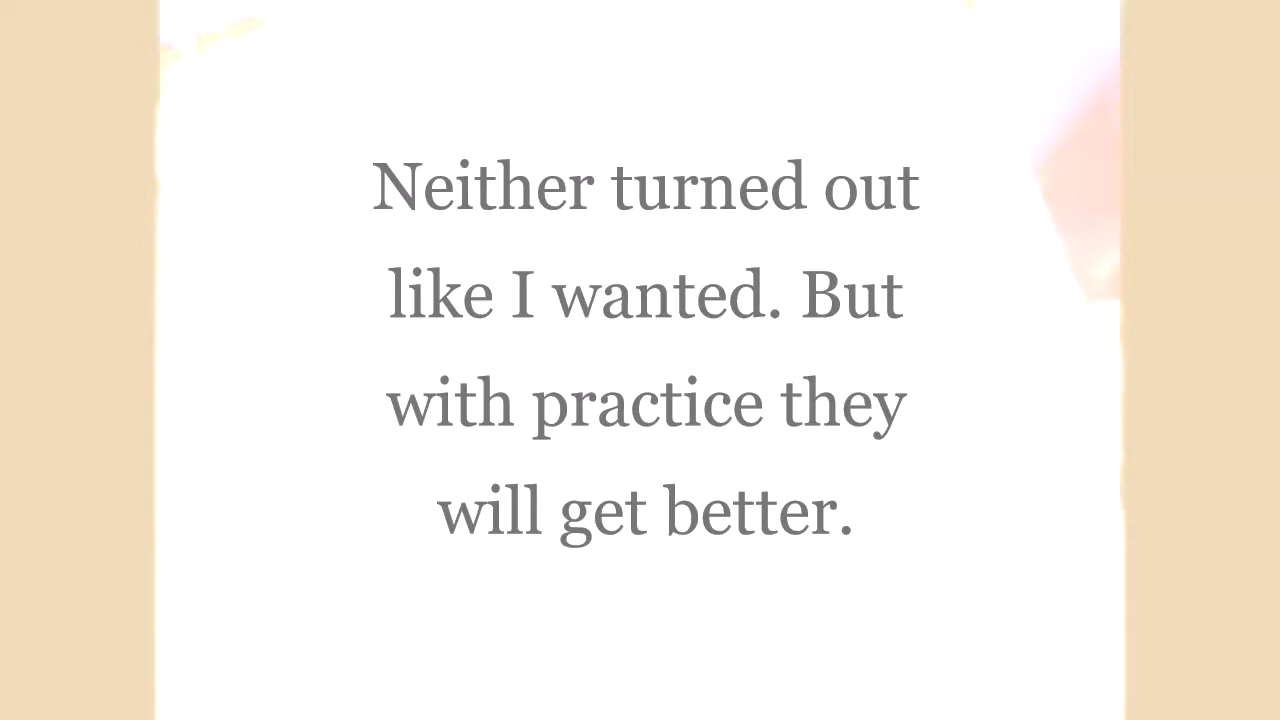 Neither turned out
like I wanted. But
with practice they
will get better.